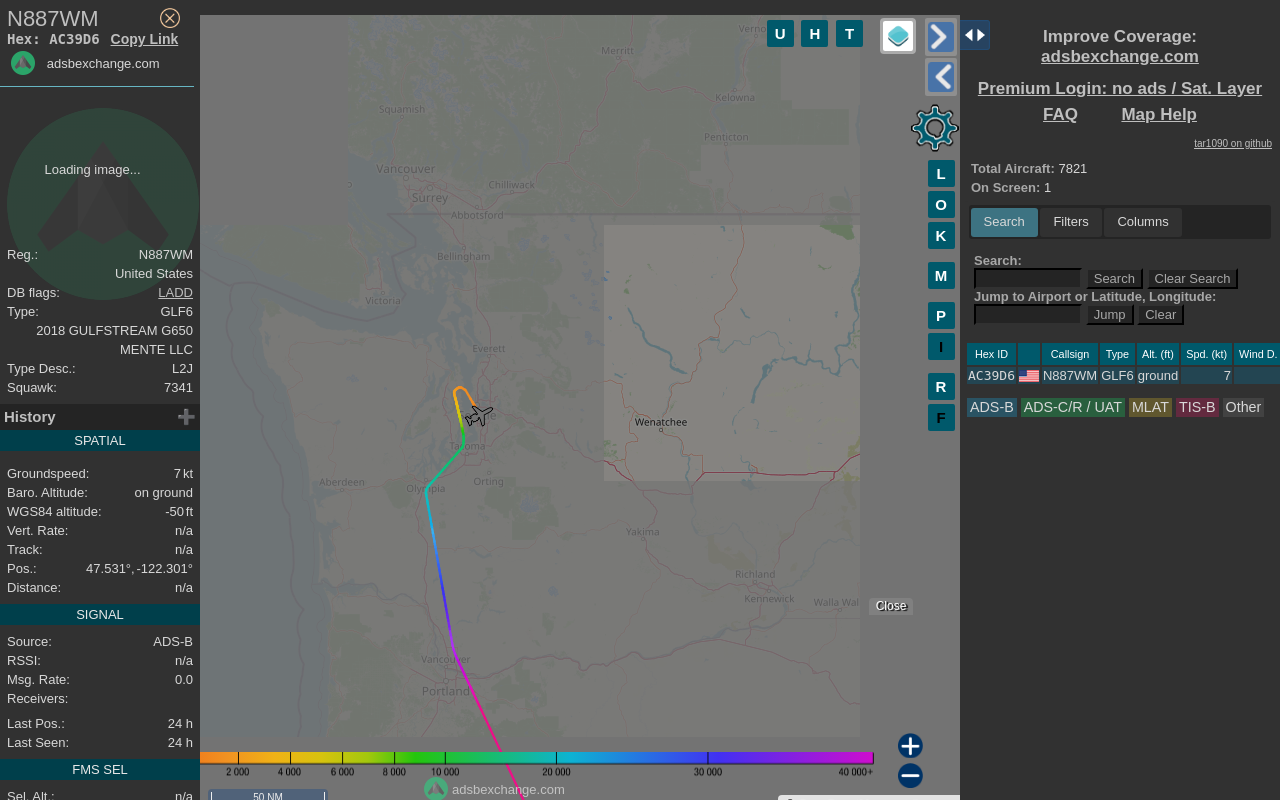 N887WM
Hex: AC39D6 Copy Link
adsbexchange.com
Loading image...
Reg.: N887WM
United States
DB flags: LADD
Type: GLF6
2018 GULFSTREAM G650
MENTE LLC
Type Desc.: L2J
Squawk: 7341
History
SPATIAL
Groundspeed: 7 kt
Baro. Altitude: on ground
WGS84 altitude: -50 ft
Vert. Rate: n/a
Track: n/a
Pos.: 47.531°, -122.301°
Distance: n/a
SIGNAL
Source: ADS-B
RSSI: n/a
Msg. Rate: 0.0
Receivers:
Last Pos.: 24 h
Last Seen: 24 h
FMS SEL
Sel. Alt.: n/a
U H T
Merritt
Kelowna
Squamish
Penticton
Vancouver
Chilliwack
Surrey
Abbotsford
Bellingham
Victoria
Everett
Wenatchee
Tacoma
Aberdeen
Olympia
Orting
Yakima
Richland
Kennewick
Walla Wal
Vancouver
Portland
L
O
K
M
P
I
R
F
Close
2 000 4 000 6 000 8 000 10 000 20 000 30 000 40 000+
adsbexchange.com
50 NM
Improve Coverage:
adsbexchange.com
Premium Login: no ads / Sat. Layer
FAQ Map Help
tar1090 on github
Total Aircraft: 7821
On Screen: 1
Search Filters Columns
Search:
Search Clear Search
Jump to Airport or Latitude, Longitude:
Jump Clear
Hex ID Callsign Type Alt. (ft) Spd. (kt) Wind D.
AC39D6 N887WM GLF6 ground 7
ADS-B ADS-C/R / UAT MLAT TIS-B Other